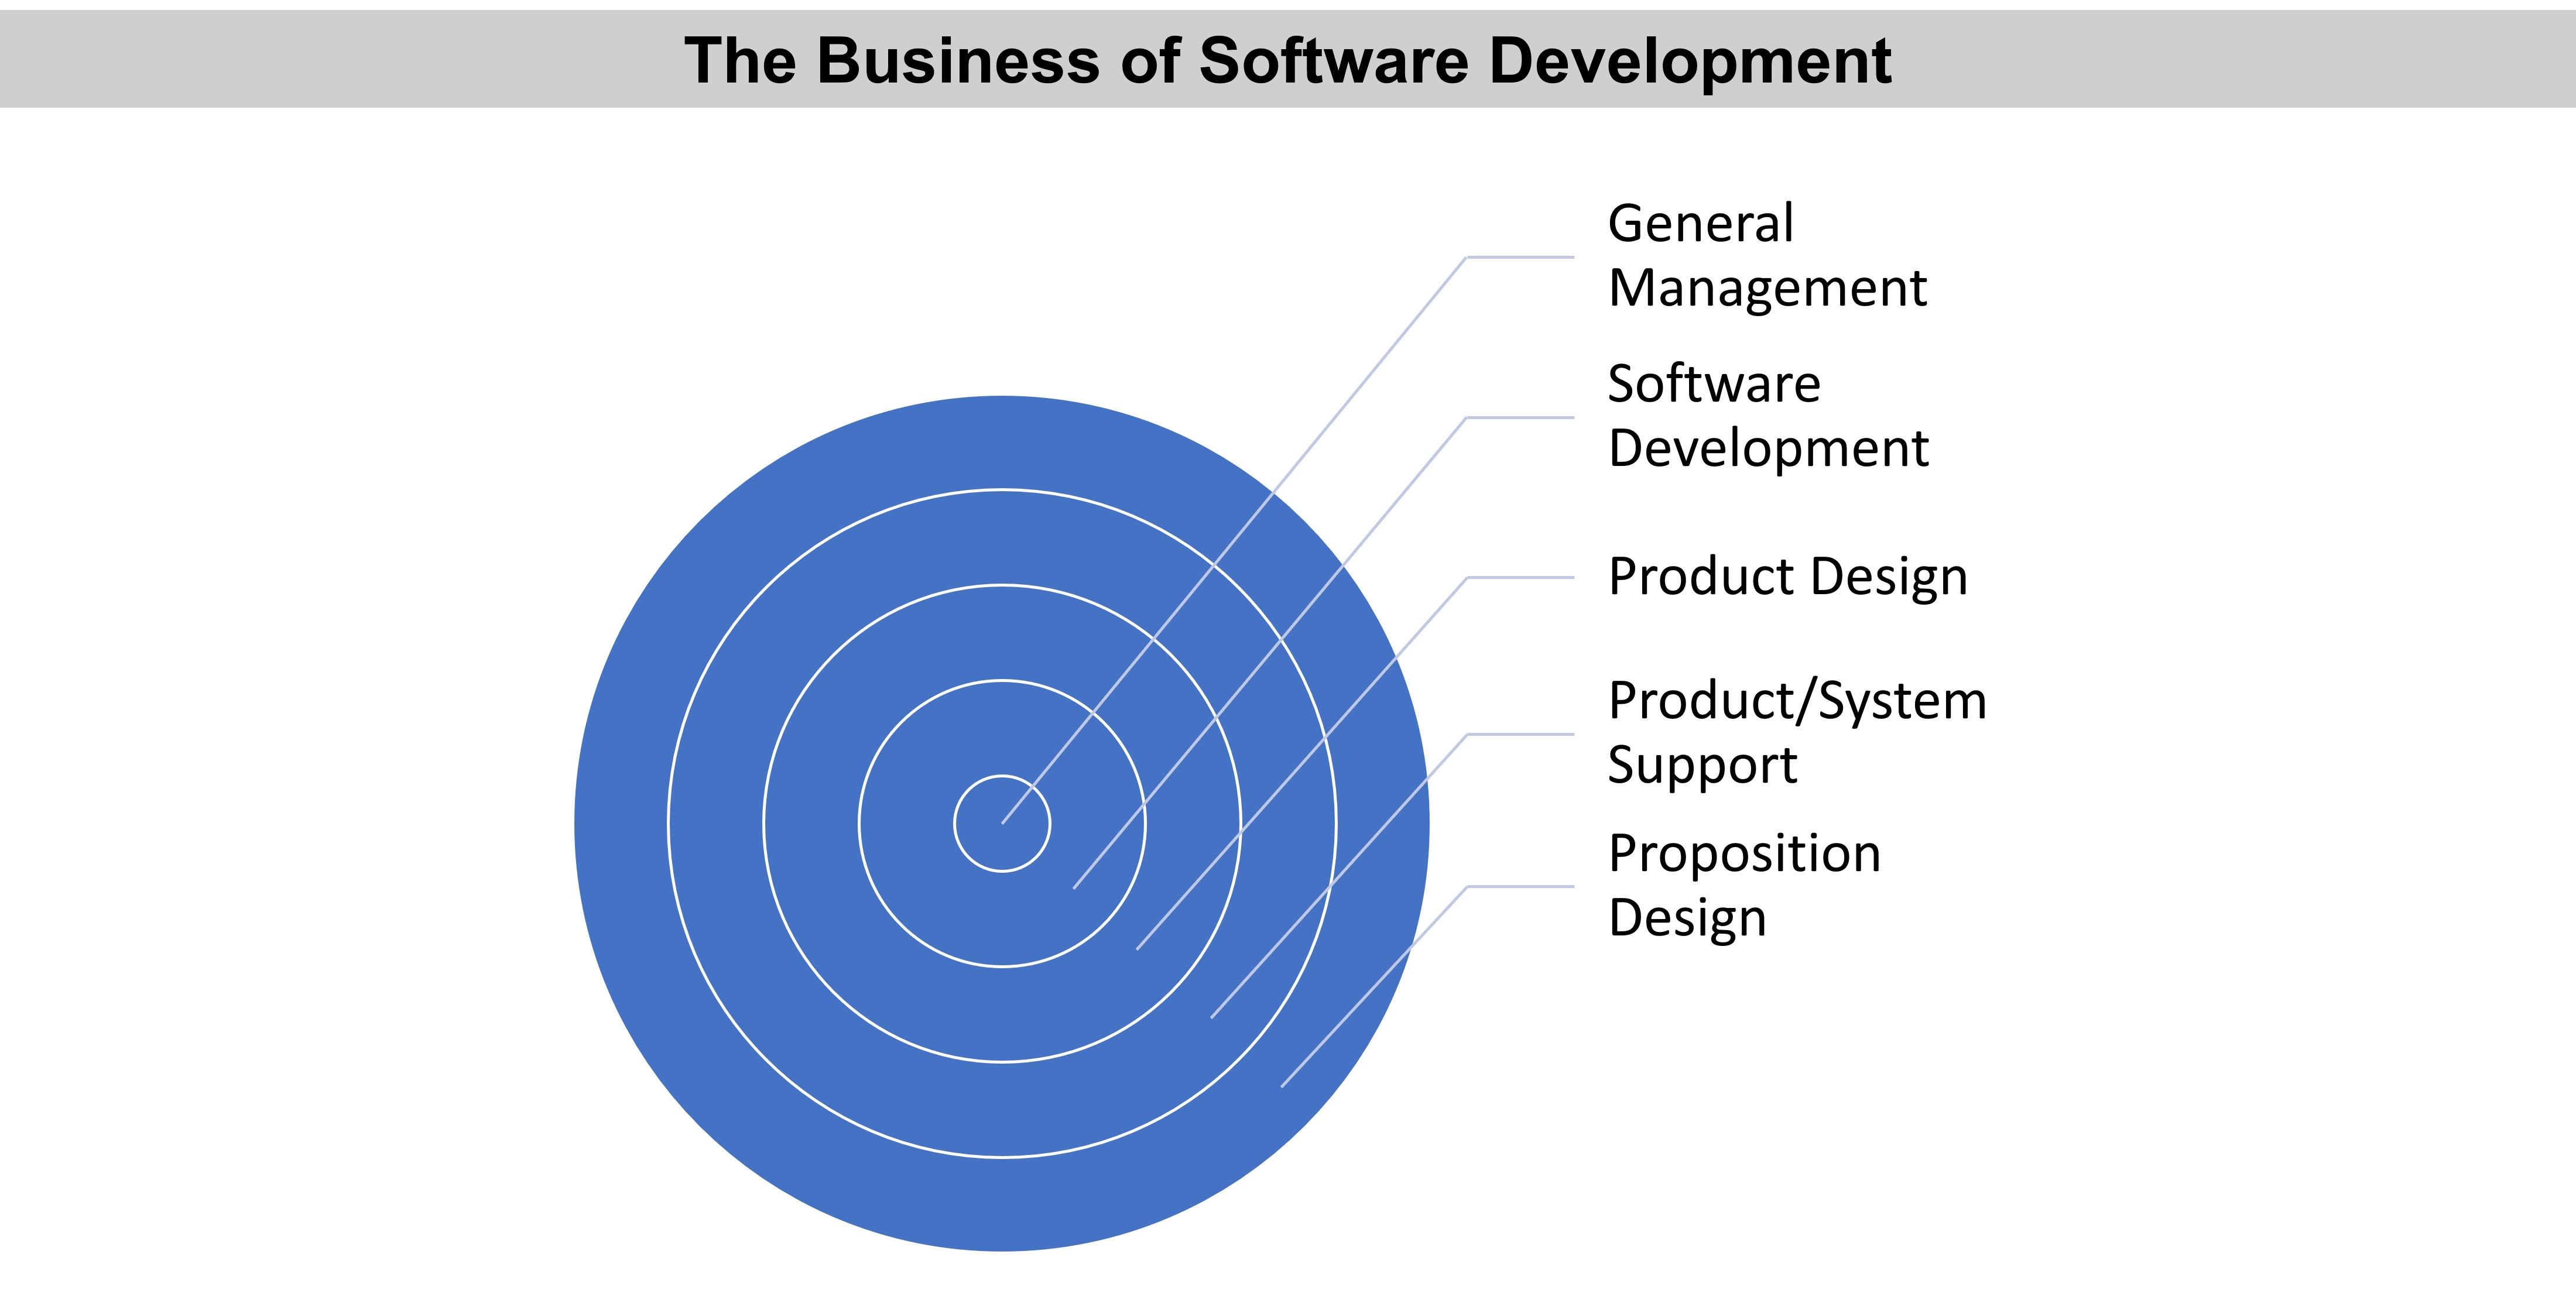 The Business of Software Development
General
Management
Software
Development
Product Design
Product/System
Support
Proposition
Design